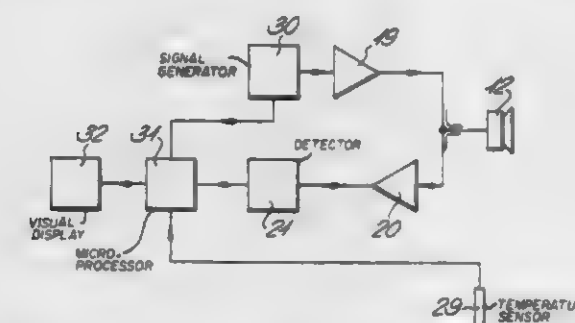 30
19
SIGNAL
GENERATOR
12
32
34
DETECTOR
VISUAL
DISPLAY
MICRO-
PROCESSOR
24
20
29
TEMPERATU
SENSOR